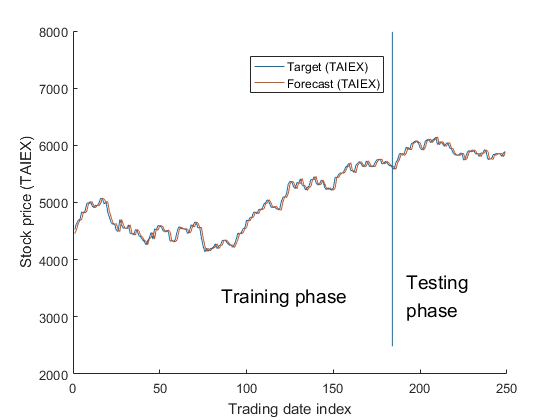 8000
7000
6000
5000
4000
3000
2000
Stock price (TAIEX)
Target (TAIEX)
Forecast (TAIEX)
Training phase
Testing
phase
0
50
100
150
200
250
Trading date index